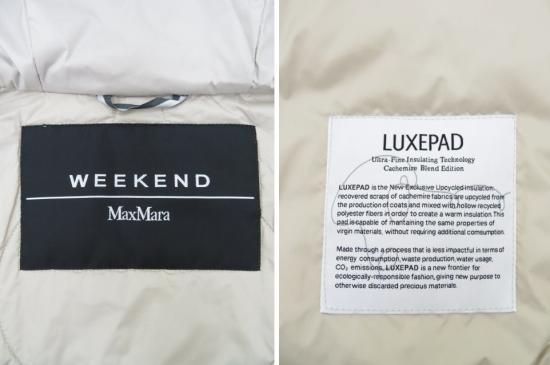 WEEKEND
MaxMara
LUXEPAD
Ultra-Fine Insulating Technology
Cachemire Blend Edition
LUXEPAD is the New Exclusive Upcycled insulation:
recovered scraps of cachemire fabrics are upcycled from
the production of coats and mixed with hollow recycled
polyester fibers in order to create a warm insulation. This
pad is capable of maintaining the same properties of
virgin materials, without requiring additional consumption.
Made through a process that is less impactful in terms of
energy consumption, waste production, water usage,
CO₂ emissions, LUXEPAD is a new frontier for
ecologically-responsible fashion, giving new purpose to
otherwise discarded precious materials.